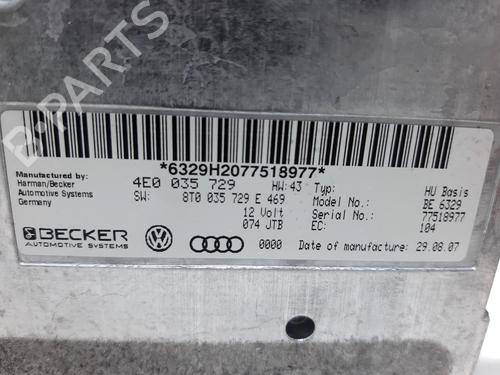 B-PARTS
*6329H2077518977*
Manufactured by:
Harman/Becker
Automotive Systems
Germany
4E0 035 729 HW:43 Typ: HU Basis
SW: 8T0 035 729 E 469 Model No.: BE 6329
12 Volt Serial No.: 77518977
074 JTB EC: 104
BECKER
AUTOMOTIVE SYSTEMS
0000 Date of manufacture: 29.08.07